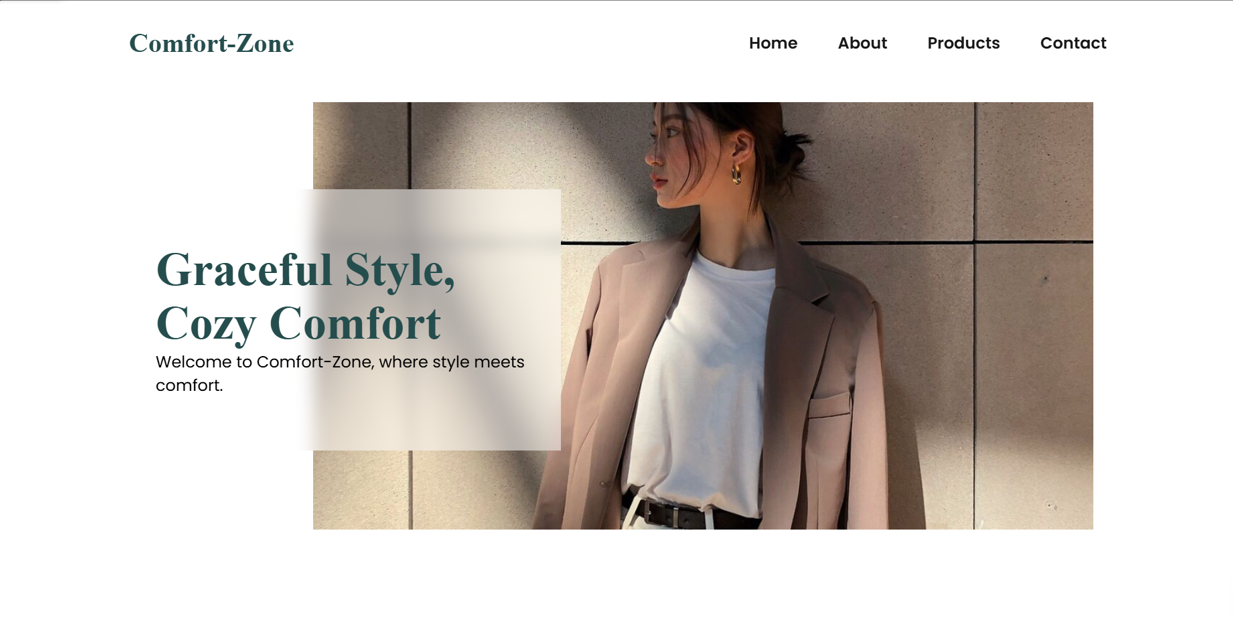 Comfort-Zone
Home About Products Contact
Graceful Style,
Cozy Comfort
Welcome to Comfort-Zone, where style meets
comfort.